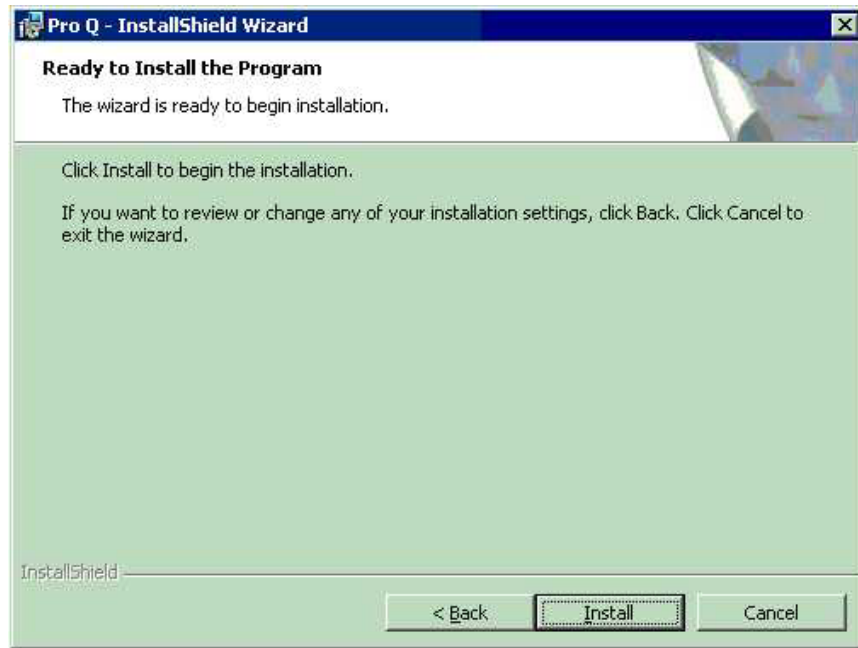 Pro Q - InstallShield Wizard
Ready to Install the Program
The wizard is ready to begin installation.
Click Install to begin the installation.
If you want to review or change any of your installation settings, click Back. Click Cancel to
exit the wizard.
InstallShield
< Back Install Cancel